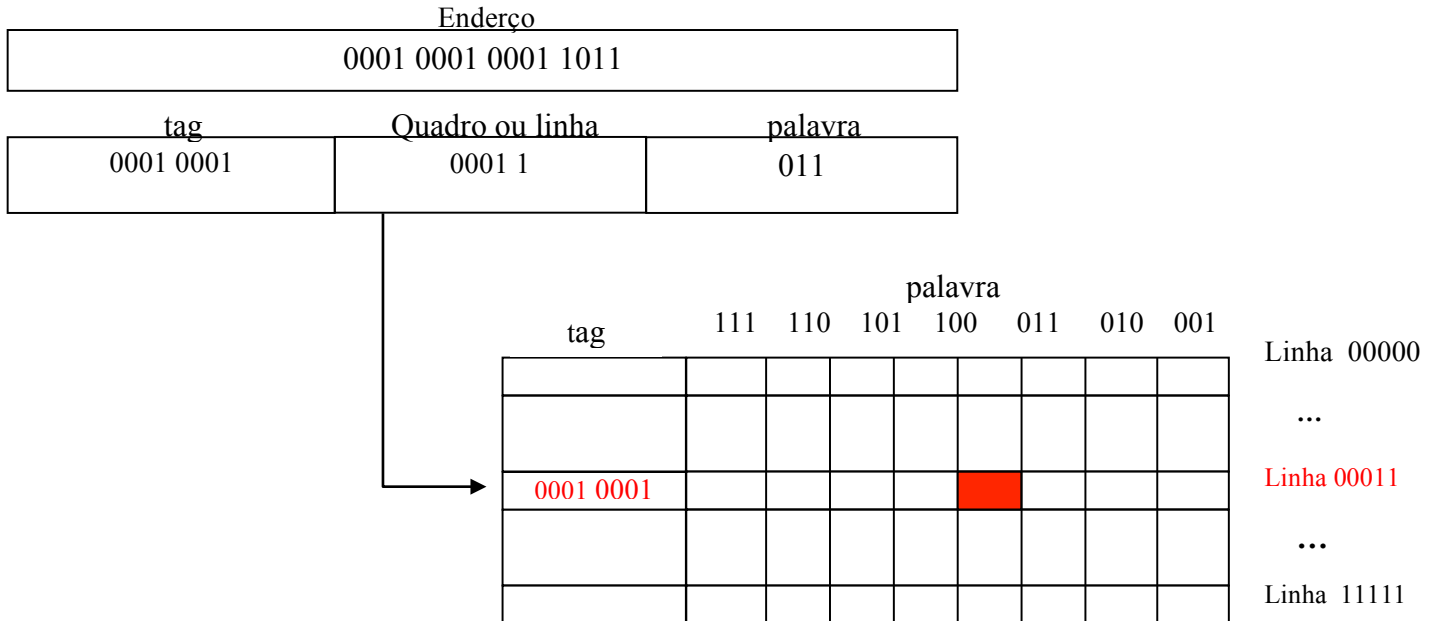 Enderço
0001 0001 0001 1011
tag Quadro ou linha palavra
0001 0001 0001 1 011
palavra
tag 111 110 101 100 011 010 001
Linha 00000
...
0001 0001 Linha 00011
...
Linha 11111